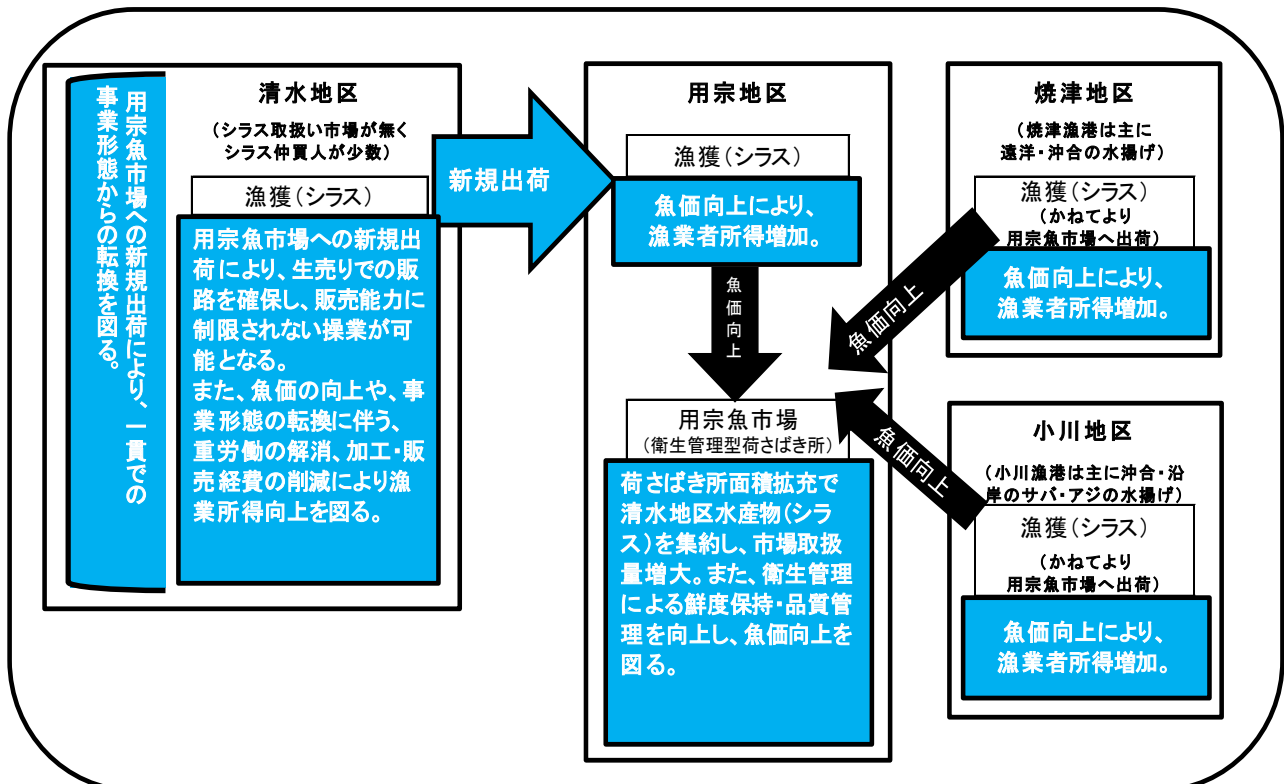 用宗魚市場への新規出荷により、一貫での
事業形態からの転換を図る。
清水地区
（シラス取扱い市場が無く
シラス仲買人が少数）
漁獲（シラス）
用宗魚市場への新規出
荷により、生売りでの販
路を確保し、販売能力に
制限されない操業が可
能となる。
また、魚価の向上や、事
業形態の転換に伴う、
重労働の解消、加工・販
売経費の削減により漁
業所得向上を図る。
新規出荷
用宗地区
漁獲（シラス）
魚価向上により、
漁業者所得増加。
魚価向上
用宗魚市場
（衛生管理型荷さばき所）
荷さばき所面積拡充で
清水地区水産物（シラ
ス）を集約し、市場取扱
量増大。また、衛生管理
による鮮度保持・品質管
理を向上し、魚価向上を
図る。
焼津地区
（焼津漁港は主に
遠洋・沖合の水揚げ）
漁獲（シラス）
（かねてより
用宗魚市場へ出荷）
魚価向上により、
漁業者所得増加。
魚価向上
小川地区
（小川漁港は主に沖合・沿
岸のサバ・アジの水揚げ）
漁獲（シラス）
（かねてより
用宗魚市場へ出荷）
魚価向上により、
漁業者所得増加。
魚価向上